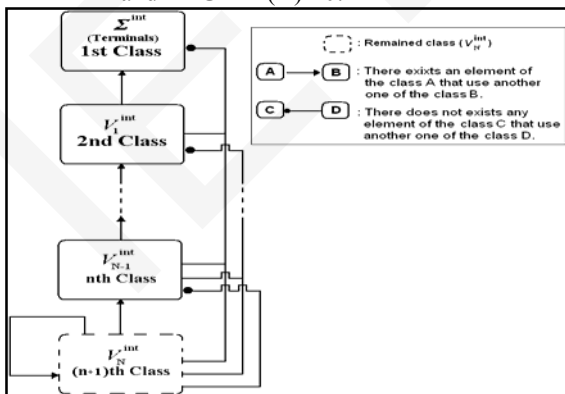 Σ^int
(Terminals)
1st Class
V_1^int
2nd Class
V_N-1^int
nth Class
V_N^int
(n+1)th Class
: Remained class (V_N^int)
A B : There exixts an element of
the class A that use another
one of the class B.
C D : There does not exists any
element of the class C that use
another one of the class D.